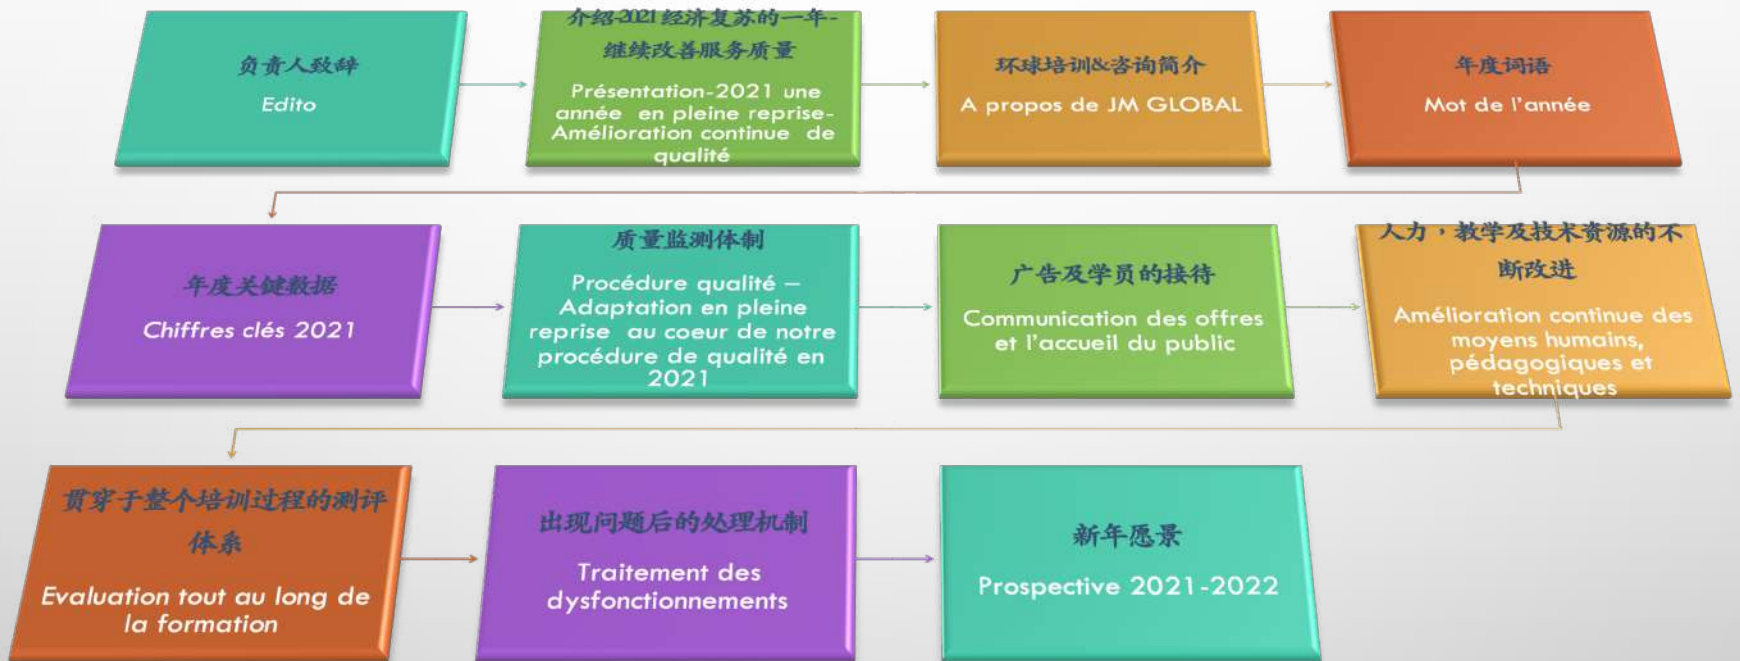 负责人致辞
Edito
介绍-2021经济复苏的一年-
继续改善服务质量
Présentation-2021 une
année en pleine reprise-
Amélioration continue de
qualité
环球培训&咨询简介
A propos de JM GLOBAL
年度词语
Mot de l'année
年度关键数据
Chiffres clés 2021
质量监测体制
Procédure qualité –
Adaptation en pleine
reprise au coeur de notre
procédure de qualité en
2021
广告及学员的接待
Communication des offres
et l'accueil du public
人力，教学及技术资源的不
断改进
Amélioration continue des
moyens humains,
pédagogiques et
techniques
贯穿于整个培训过程的测评
体系
Evaluation tout au long de
la formation
出现问题后的处理机制
Traitement des
dysfonctionnements
新年愿景
Prospective 2021-2022